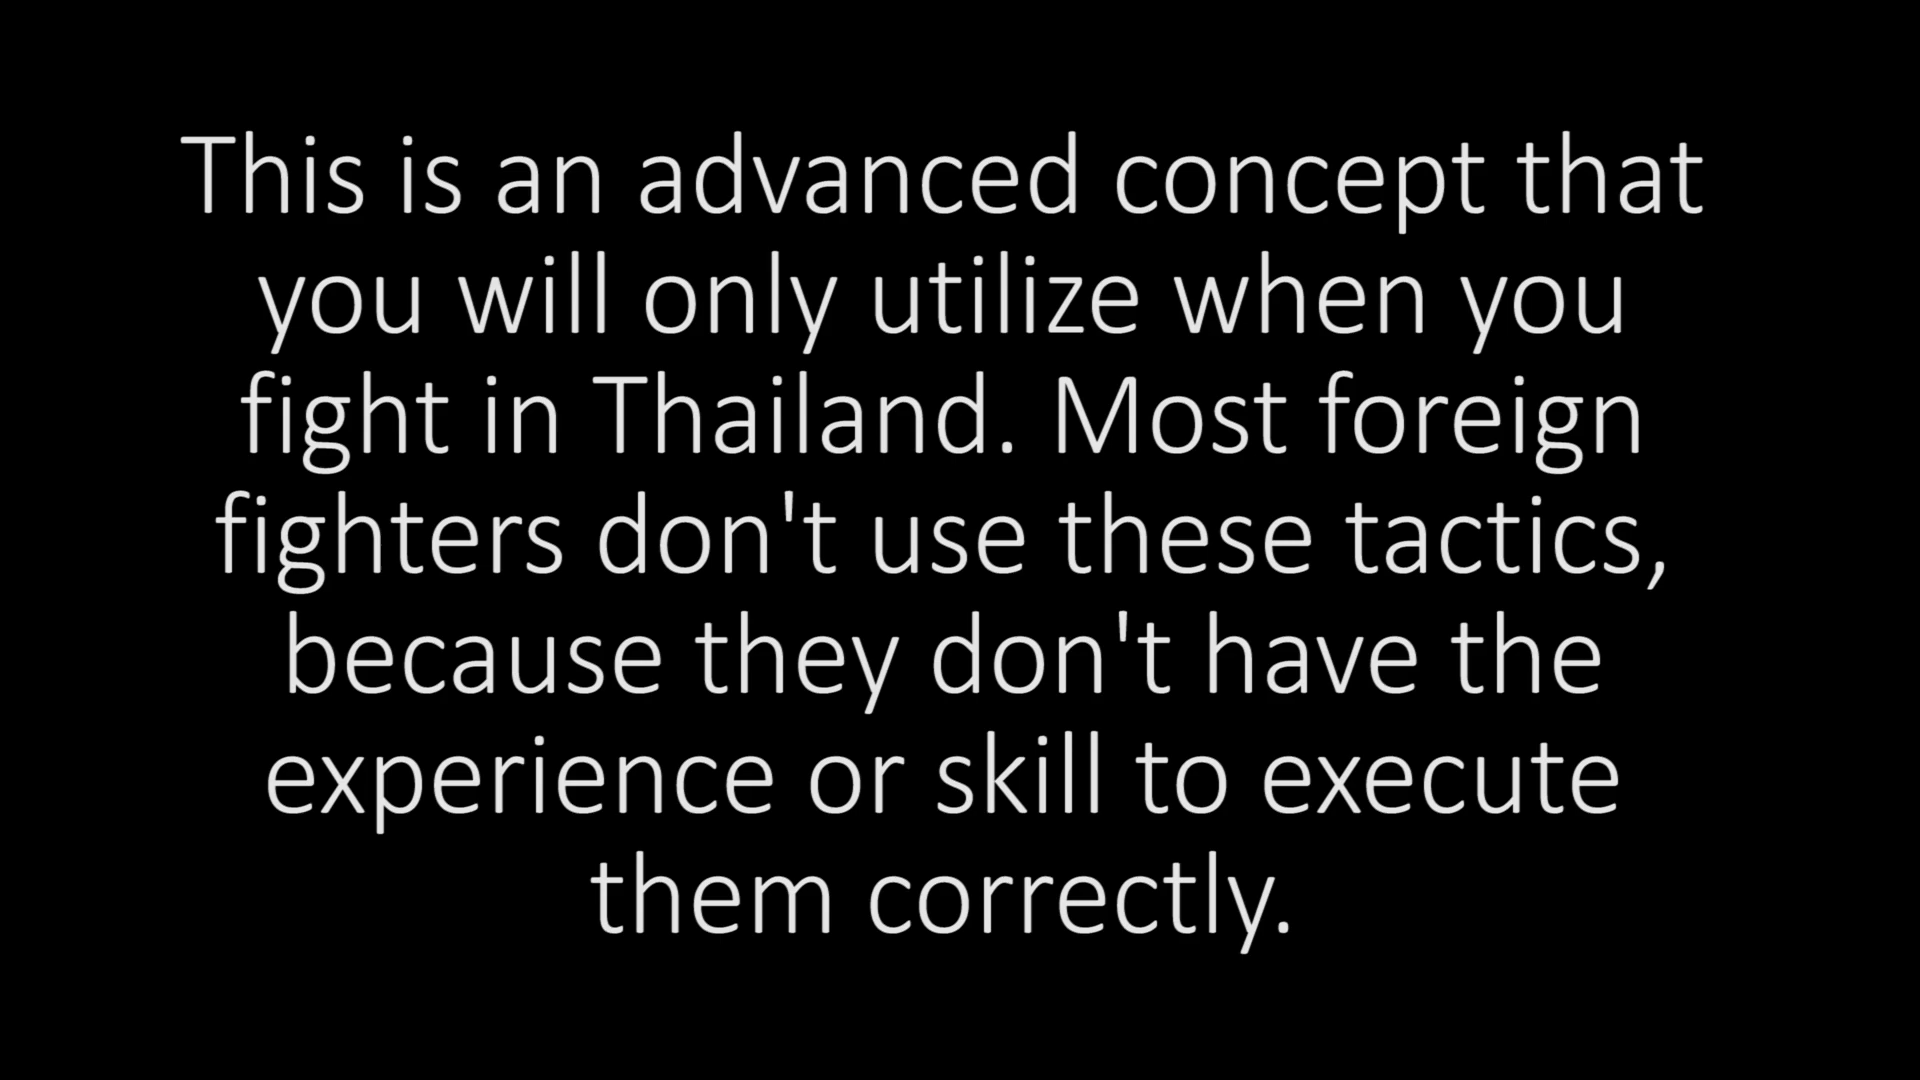 This is an advanced concept that
you will only utilize when you
fight in Thailand. Most foreign
fighters don't use these tactics,
because they don't have the
experience or skill to execute
them correctly.